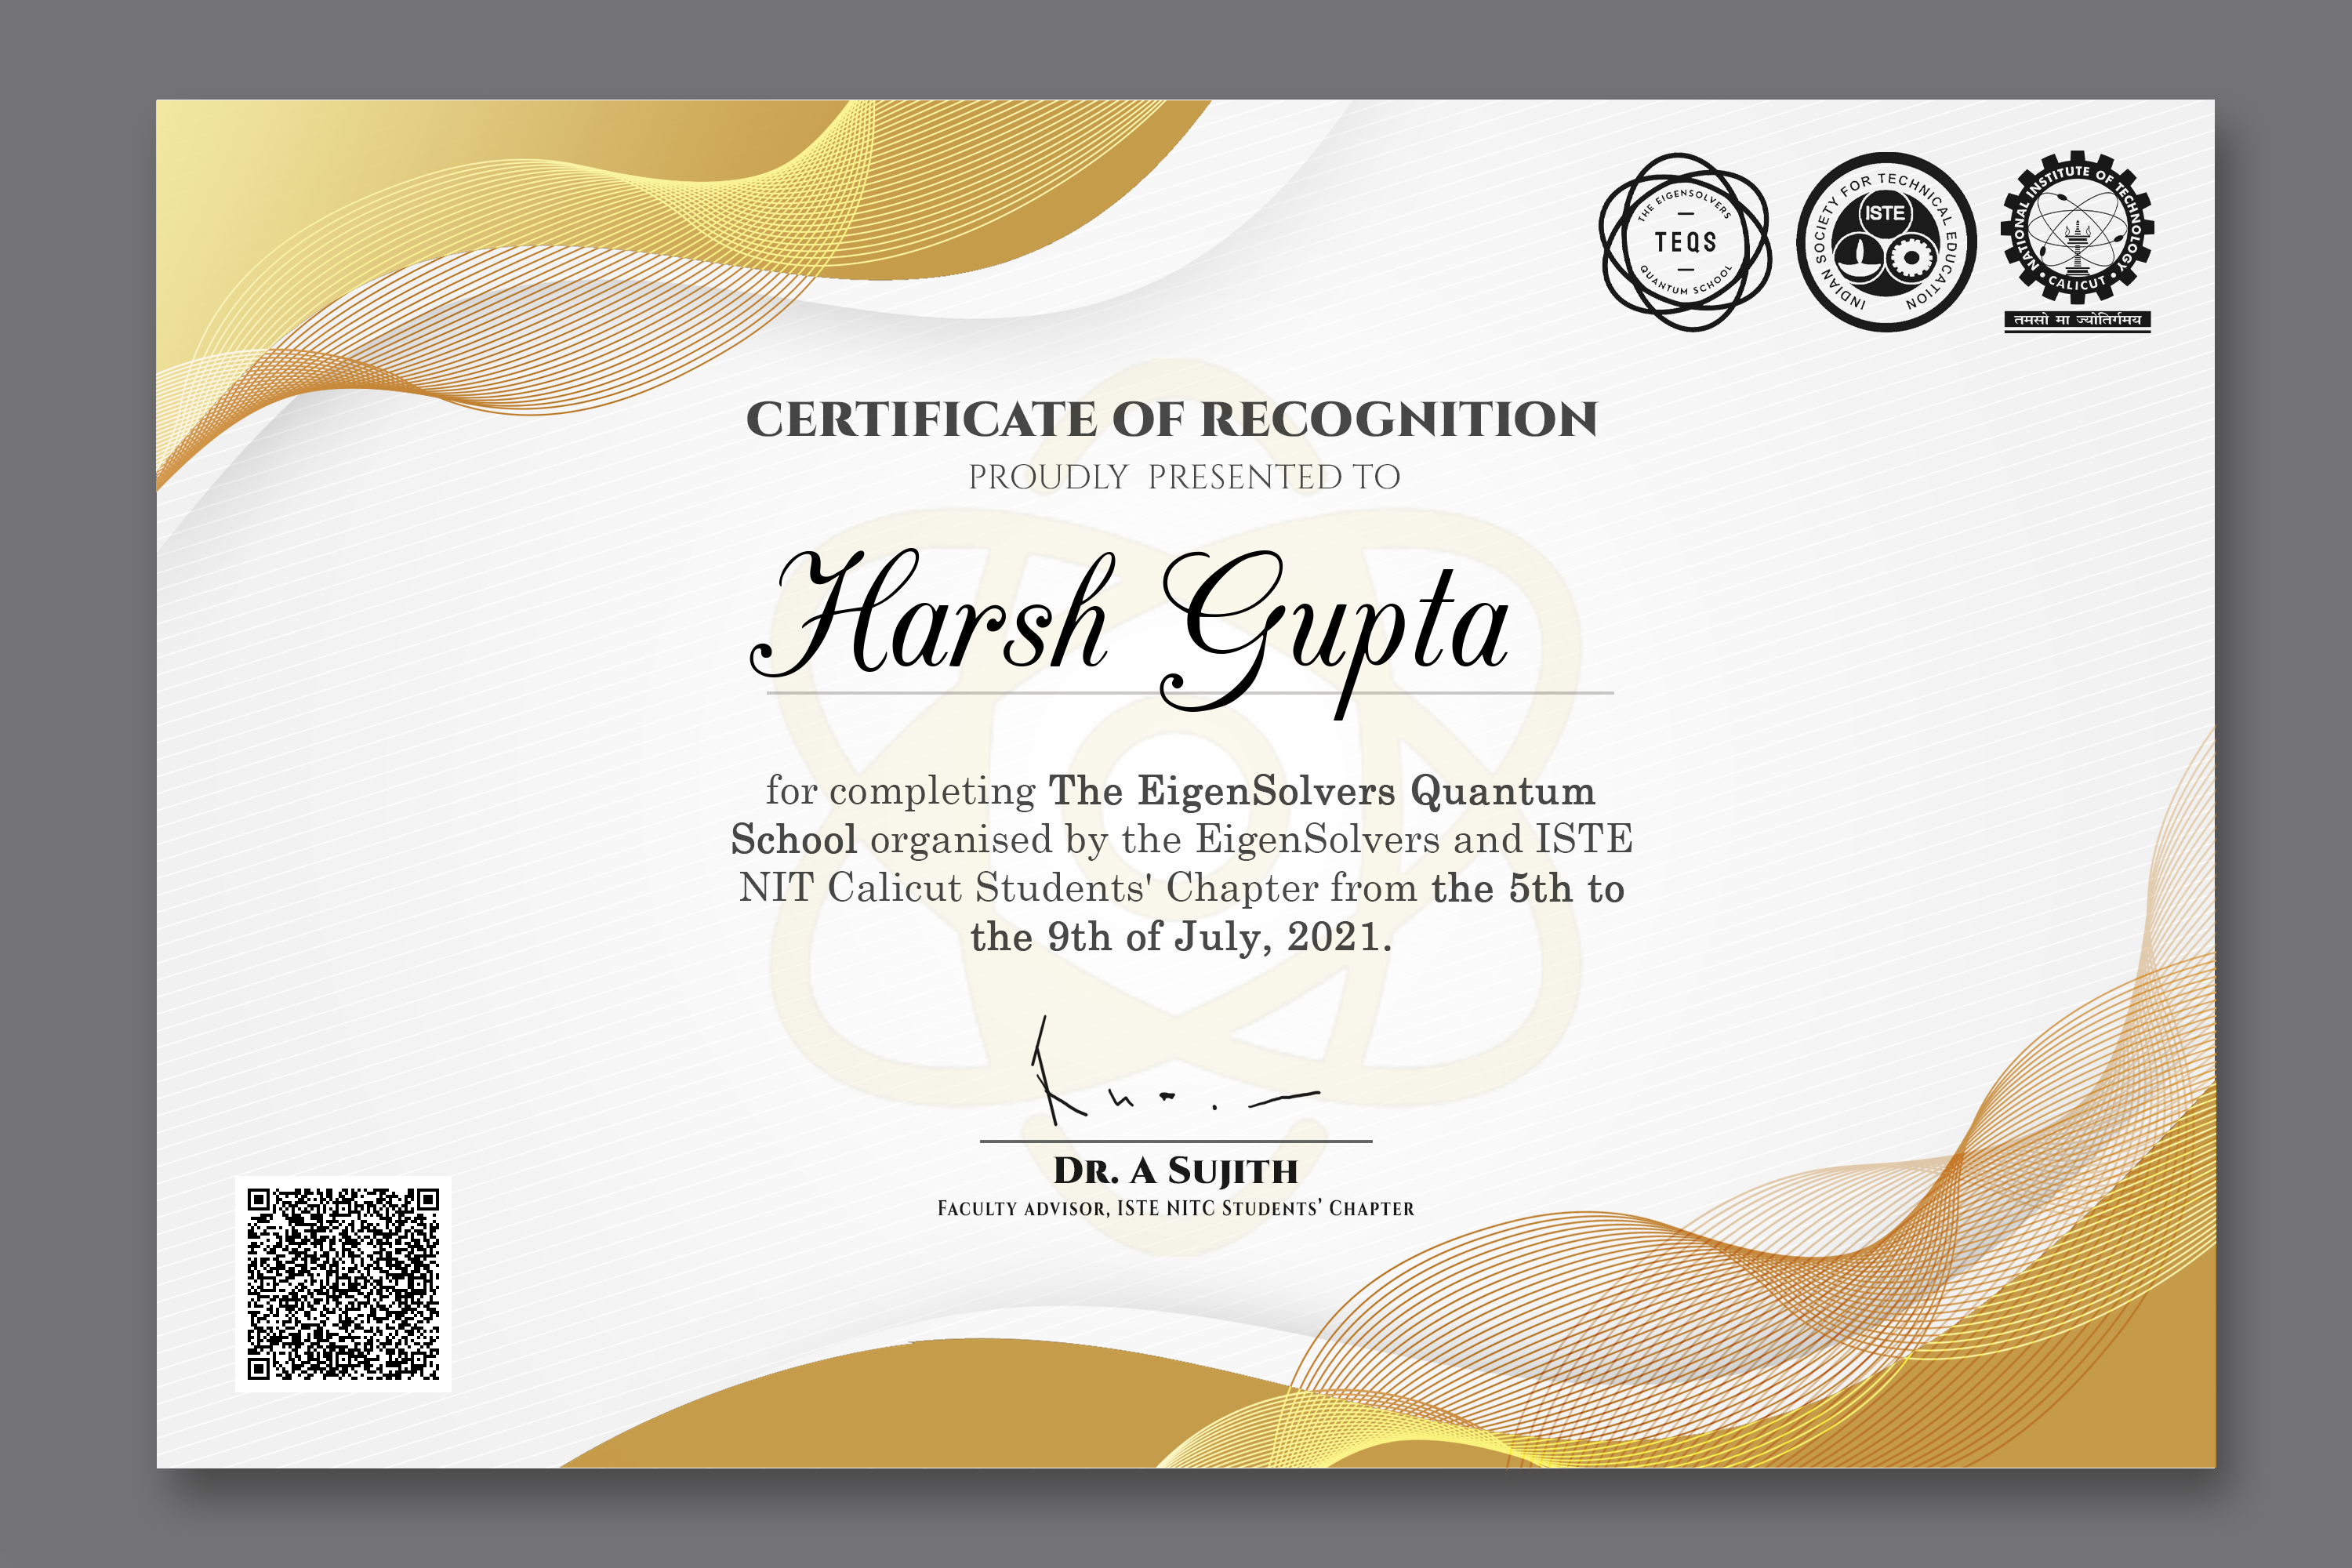 THE EIGENSOLVERS
TEQS
QUANTUM SCHOOL
INDIAN SOCIETY FOR TECHNICAL EDUCATION
ISTE
NATIONAL INSTITUTE OF TECHNOLOGY
• CALICUT •
तमसो मा ज्योतिर्गमय
CERTIFICATE OF RECOGNITION
PROUDLY PRESENTED TO
Harsh Gupta
for completing The EigenSolvers Quantum
School organised by the EigenSolvers and ISTE
NIT Calicut Students' Chapter from the 5th to
the 9th of July, 2021.
DR. A SUJITH
FACULTY ADVISOR, ISTE NITC STUDENTS’ CHAPTER